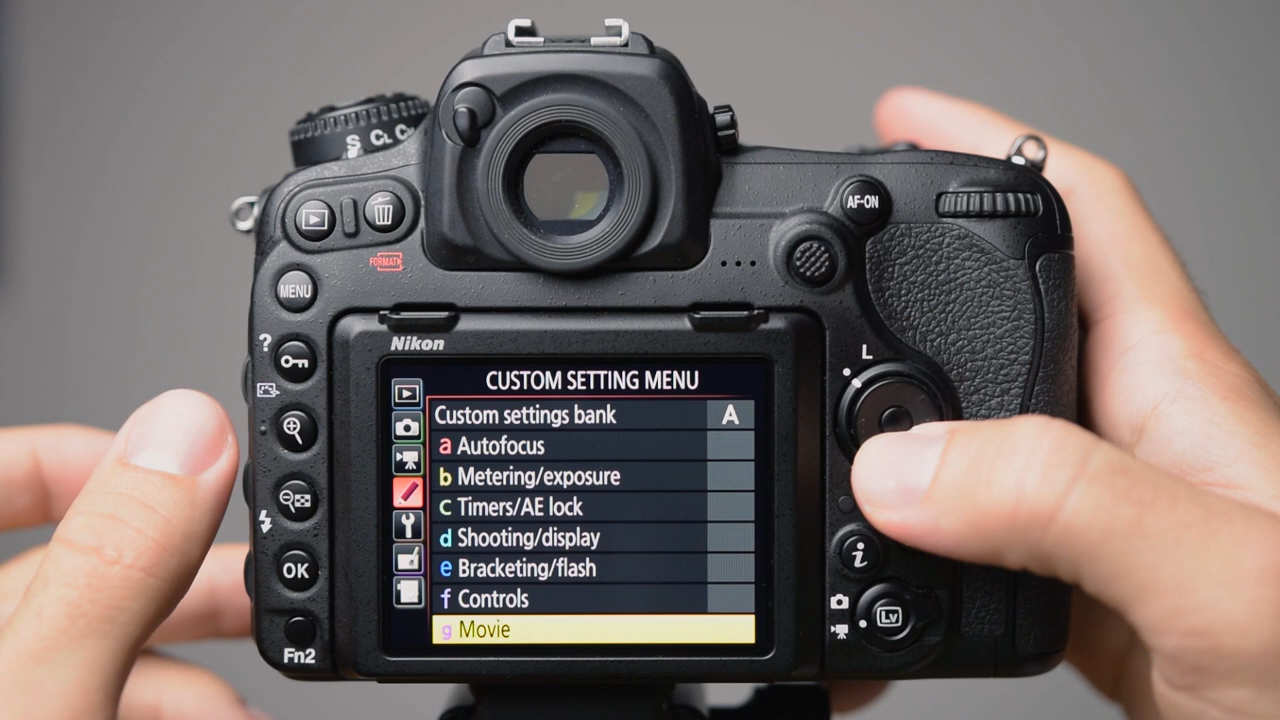 S CL CH
AF-ON
FORMAT
MENU
Nikon
?
L
CUSTOM SETTING MENU
Custom settings bank A
a Autofocus
b Metering/exposure
c Timers/AE lock
d Shooting/display
e Bracketing/flash
f Controls
g Movie
i
OK
Lv
Fn2